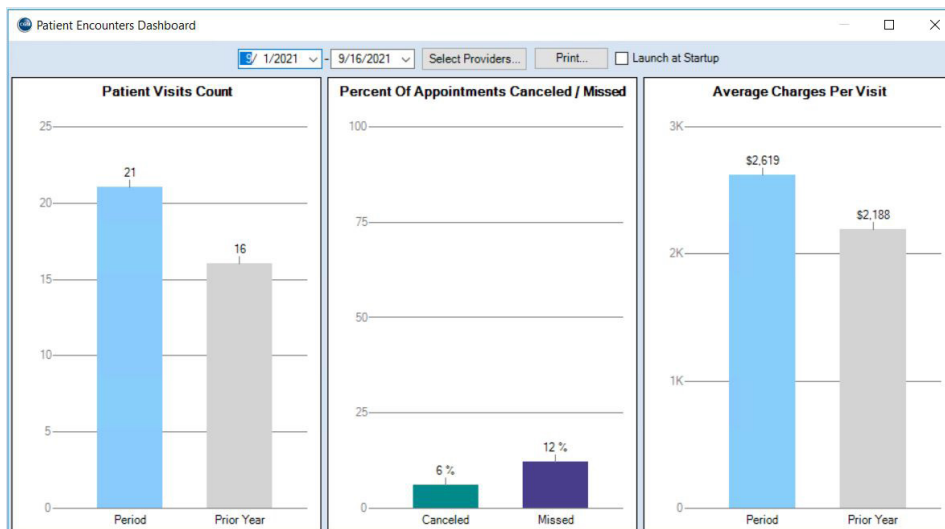 Patient Encounters Dashboard
9/ 1/2021 - 9/16/2021 Select Providers... Print... Launch at Startup
Patient Visits Count
25
20
15
10
5
0
21
16
Period Prior Year
Percent Of Appointments Canceled / Missed
100
75
50
25
0
6 %
12 %
Canceled Missed
Average Charges Per Visit
3K
2K
1K
0
$2,619
$2,188
Period Prior Year